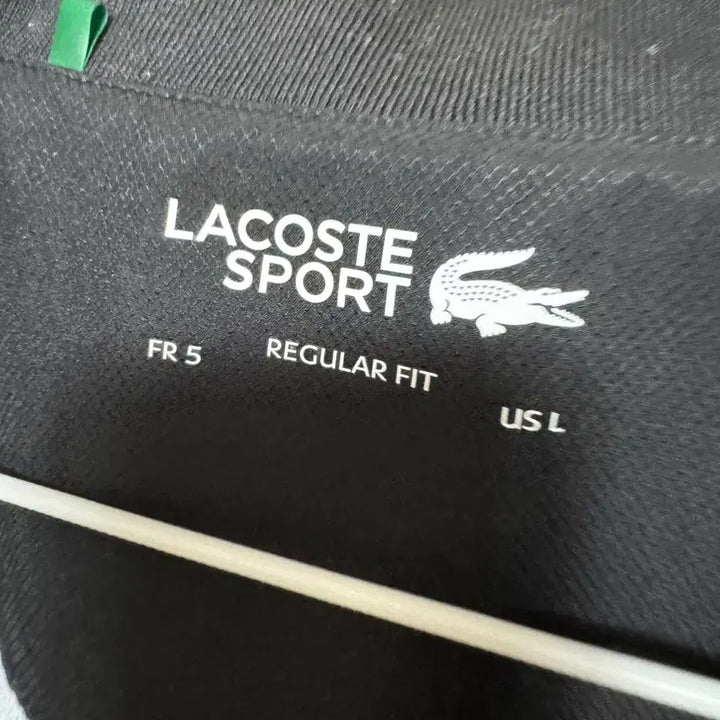 LACOSTE
SPORT
FR 5
REGULAR FIT
US L